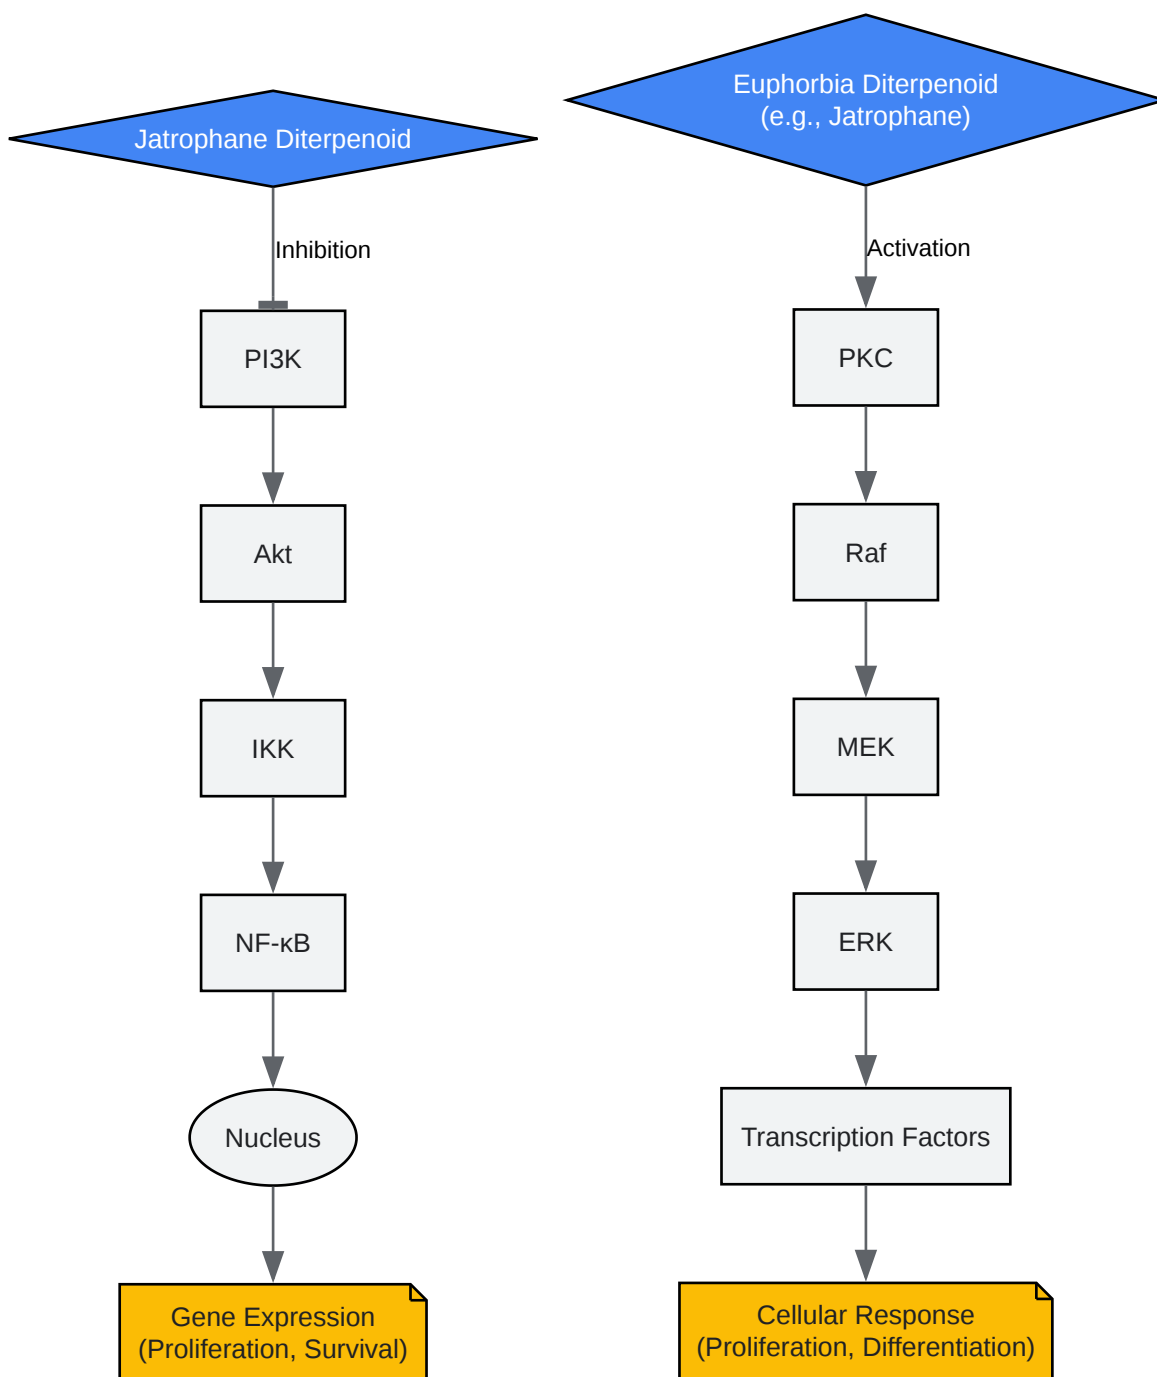 Jatrophane Diterpenoid
Inhibition
PI3K
Akt
IKK
NF-κB
Nucleus
Gene Expression
(Proliferation, Survival)
Euphorbia Diterpenoid
(e.g., Jatrophane)
Activation
PKC
Raf
MEK
ERK
Transcription Factors
Cellular Response
(Proliferation, Differentiation)